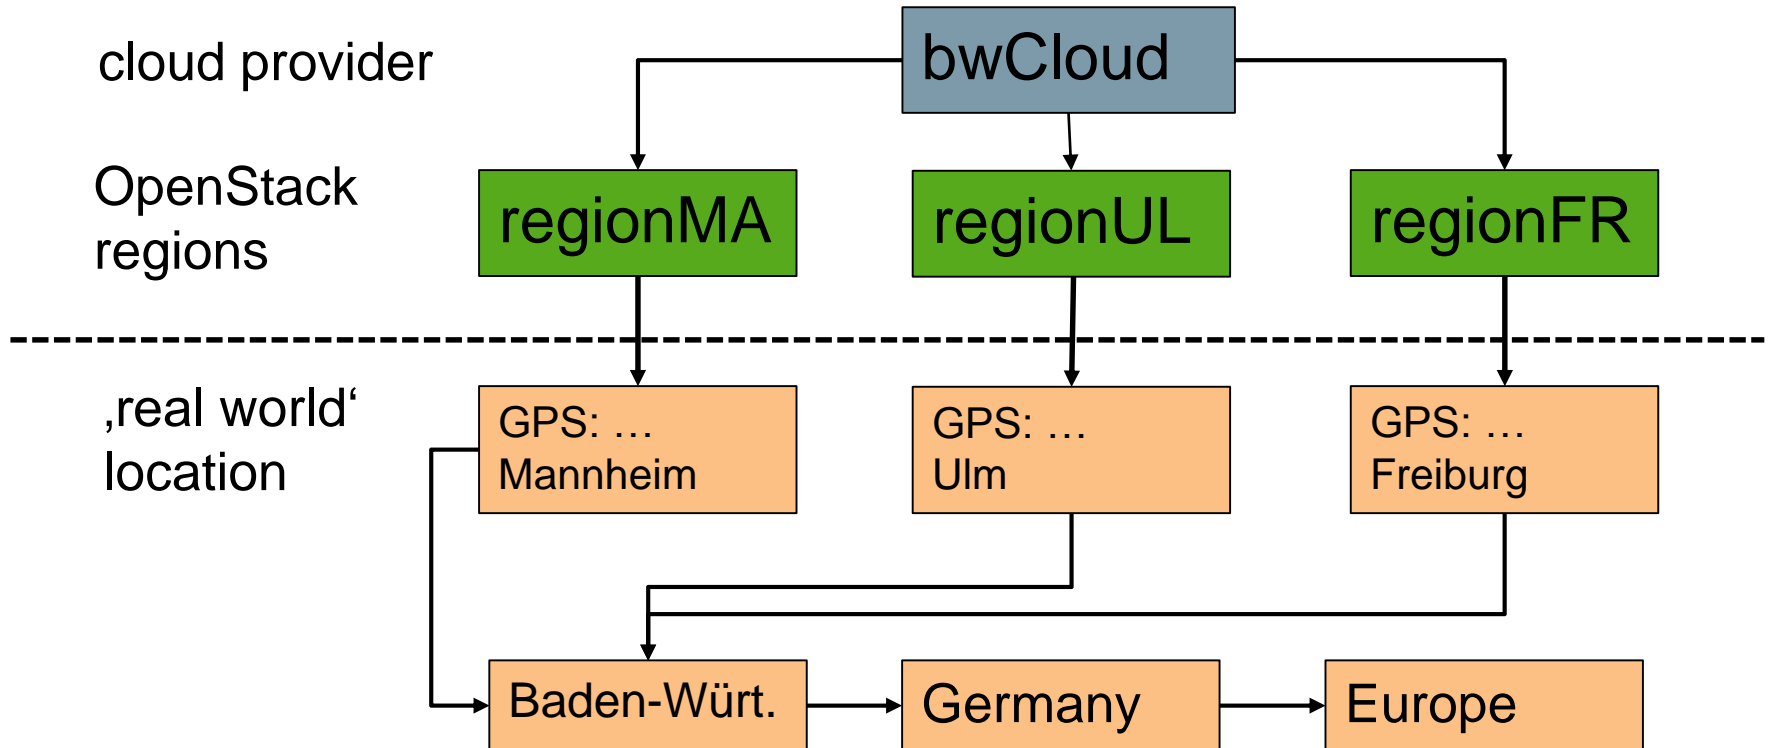 cloud provider
bwCloud
OpenStack
regions
regionMA
regionUL
regionFR
‚real world‘
location
GPS: …
Mannheim
GPS: …
Ulm
GPS: …
Freiburg
Baden-Würt.
Germany
Europe